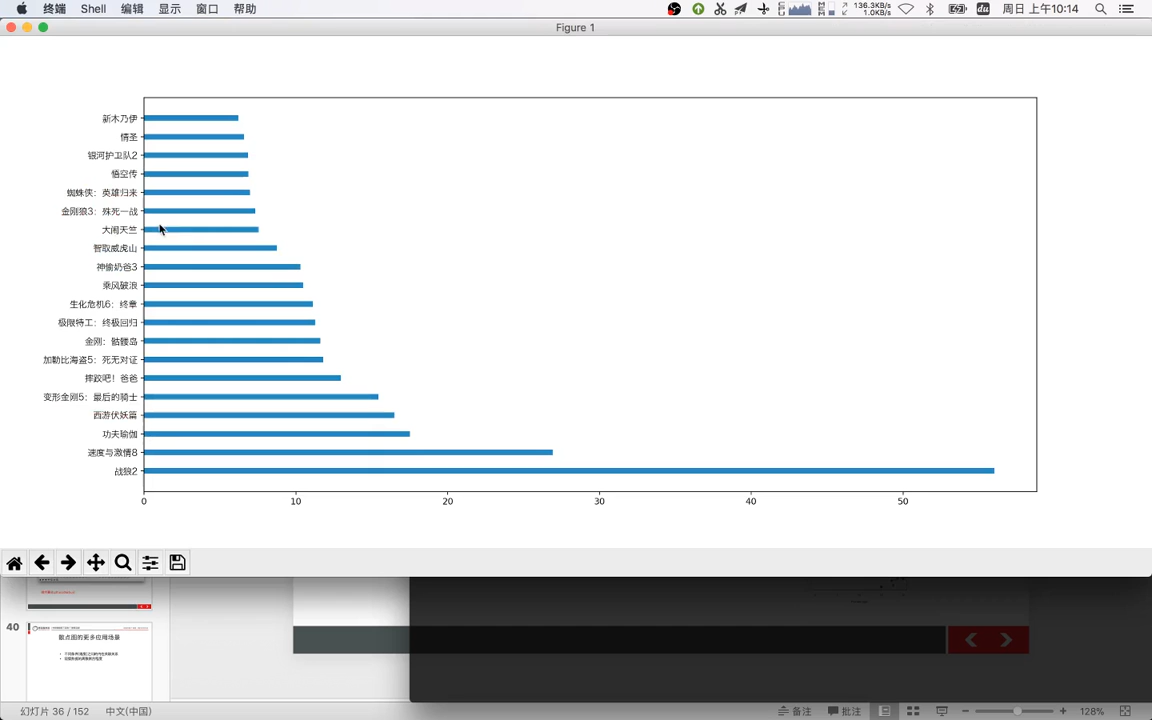 终端 Shell 编辑 显示 窗口 帮助 136.3KB/s 1.0KB/s 周日 上午10:14
Figure 1
新木乃伊
情圣
银河护卫队2
悟空传
蜘蛛侠：英雄归来
金刚狼3：殊死一战
大闹天竺
智取威虎山
神偷奶爸3
乘风破浪
生化危机6：终章
极限特工：终极回归
金刚：骷髅岛
加勒比海盗5：死无对证
摔跤吧！爸爸
变形金刚5：最后的骑士
西游伏妖篇
功夫瑜伽
速度与激情8
战狼2
0 10 20 30 40 50
40
散点图的更多应用场景
幻灯片 36 / 152 中文(中国) 备注 批注 128%